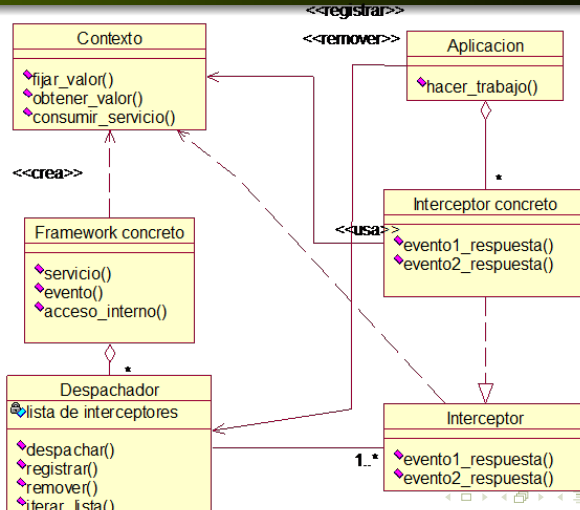 <<registrar>>
<<remover>>
Contexto
fijar_valor()
obtener_valor()
consumir_servicio()
Aplicacion
hacer_trabajo()
<<crea>>
*
Interceptor concreto
evento1_respuesta()
evento2_respuesta()
<<usa>>
Framework concreto
servicio()
evento()
acceso_interno()
*
Despachador
lista de interceptores
despachar()
registrar()
remover()
iterar_lista()
1..*
Interceptor
evento1_respuesta()
evento2_respuesta()